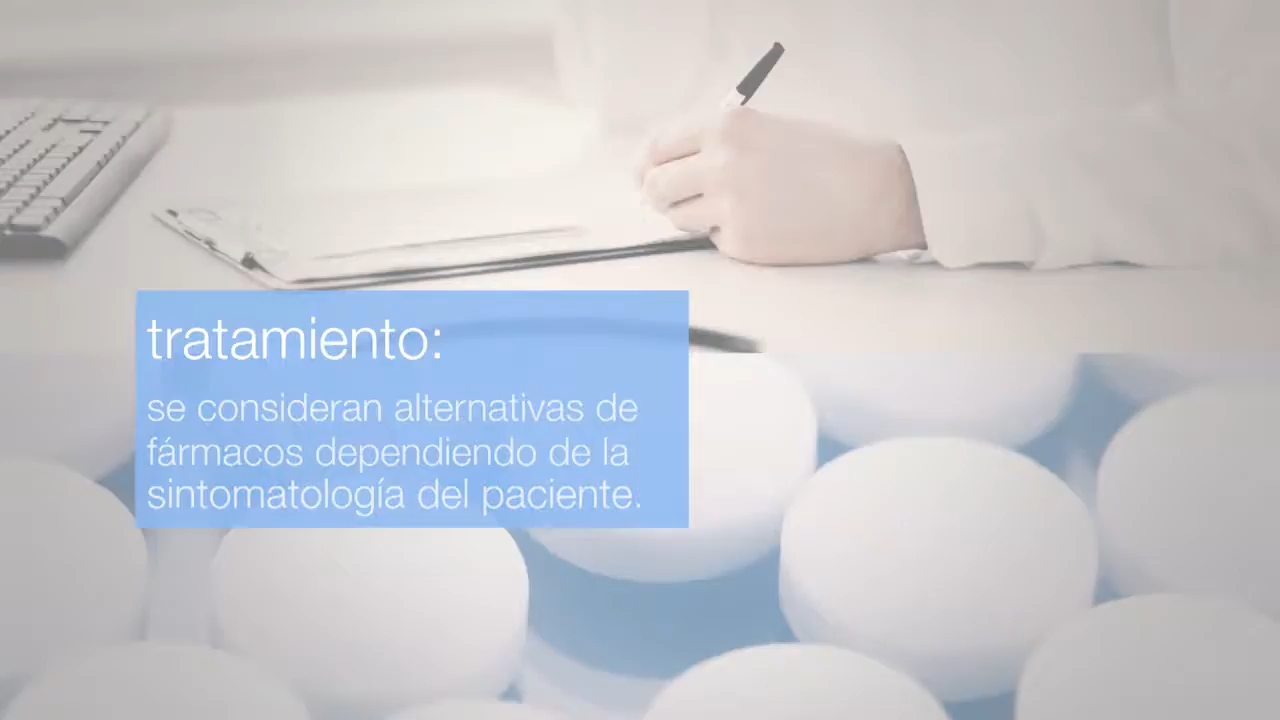 tratamiento:
se consideran alternativas de
fármacos dependiendo de la
sintomatología del paciente.